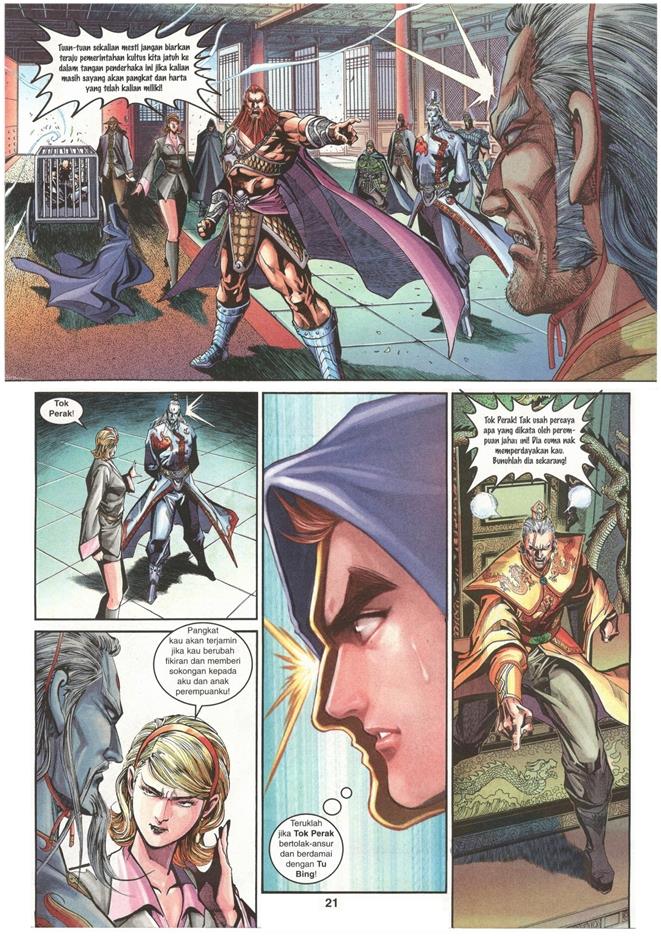 Tuan-tuan sekalian mesti jangan biarkan
teraju pemerintahan kultus kita jatuh ke
dalam tangan penderhaka ini jika kalian
masih sayang akan pangkat dan harta
yang telah kalian miliki!
Tok
Perak!
Pangkat
kau akan terjamin
jika kau berubah
fikiran dan memberi
sokongan kepada
aku dan anak
perempuanku!
Teruklah
jika Tok Perak
bertolak-ansur
dan berdamai
dengan Tu
Bing!
Tok Perak! Tak usah percaya
apa yang dikata oleh perem-
puan jahat ini! Dia cuma nak
memperdayakan kau.
Bunuhlah dia sekarang!
21